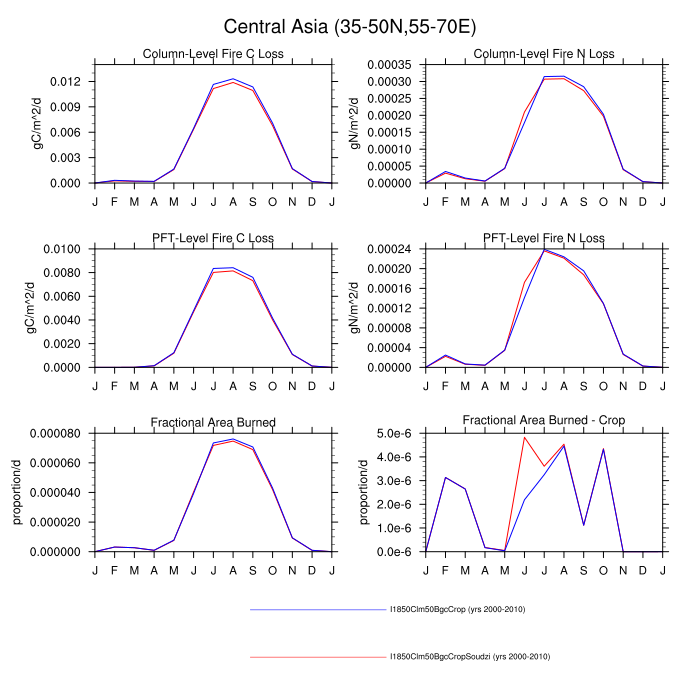 Central Asia (35-50N,55-70E)
Column-Level Fire C Loss
gC/m^2/d
0.012
0.009
0.006
0.003
0.000
J F M A M J J A S O N D J
Column-Level Fire N Loss
gN/m^2/d
0.00035
0.00030
0.00025
0.00020
0.00015
0.00010
0.00005
0.00000
J F M A M J J A S O N D J
PFT-Level Fire C Loss
gC/m^2/d
0.0100
0.0080
0.0060
0.0040
0.0020
0.0000
J F M A M J J A S O N D J
PFT-Level Fire N Loss
gN/m^2/d
0.00024
0.00020
0.00016
0.00012
0.00008
0.00004
0.00000
J F M A M J J A S O N D J
Fractional Area Burned
proportion/d
0.000080
0.000060
0.000040
0.000020
0.000000
J F M A M J J A S O N D J
Fractional Area Burned - Crop
proportion/d
5.0e-6
4.0e-6
3.0e-6
2.0e-6
1.0e-6
0.0e-6
J F M A M J J A S O N D J
I1850Clm50BgcCrop (yrs 2000-2010)
I1850Clm50BgcCropSoudzi (yrs 2000-2010)